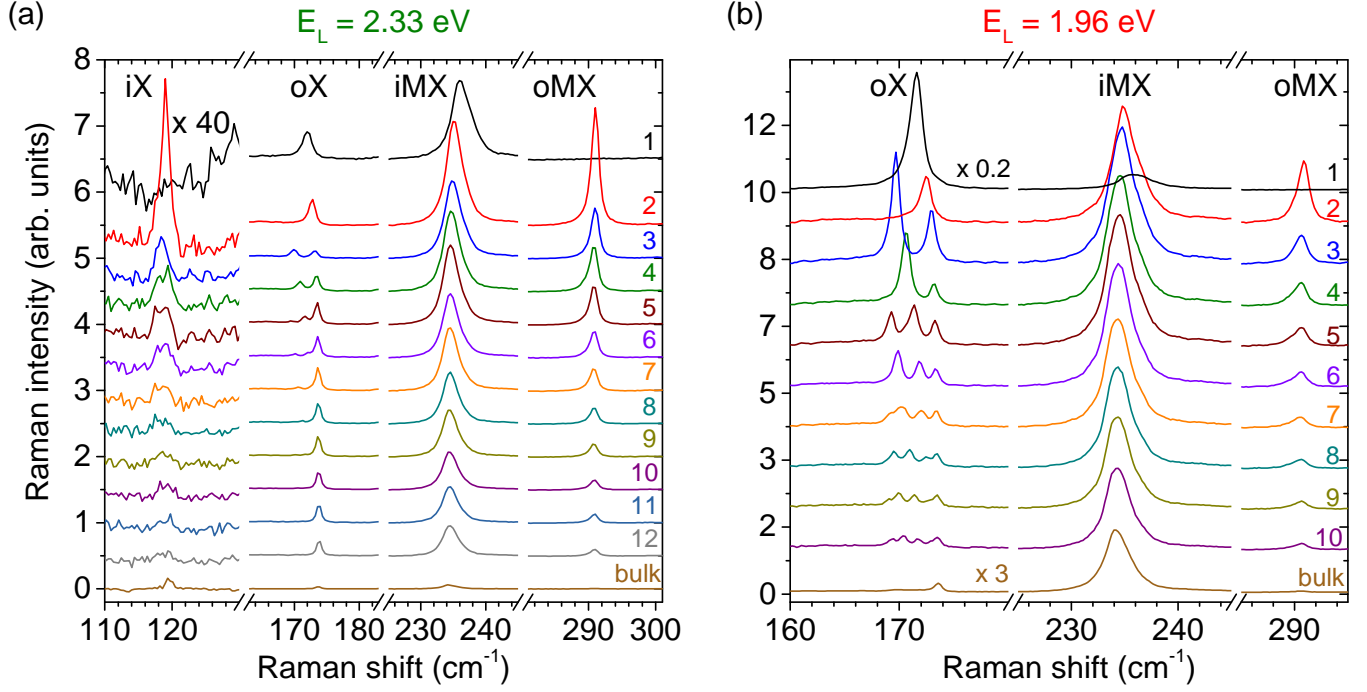 (a)
E_L = 2.33 eV
iX
oX
iMX
oMX
x 40
1
2
3
4
5
6
7
8
9
10
11
12
bulk
8
7
6
5
4
3
2
1
0
110 120 170 180 230 240 290 300
Raman intensity (arb. units)
Raman shift (cm⁻¹)
(b)
E_L = 1.96 eV
oX
iMX
oMX
x 0.2
1
2
3
4
5
6
7
8
9
10
x 3
bulk
12
10
8
7
5
3
2
0
160 170 230 240 290
Raman shift (cm⁻¹)